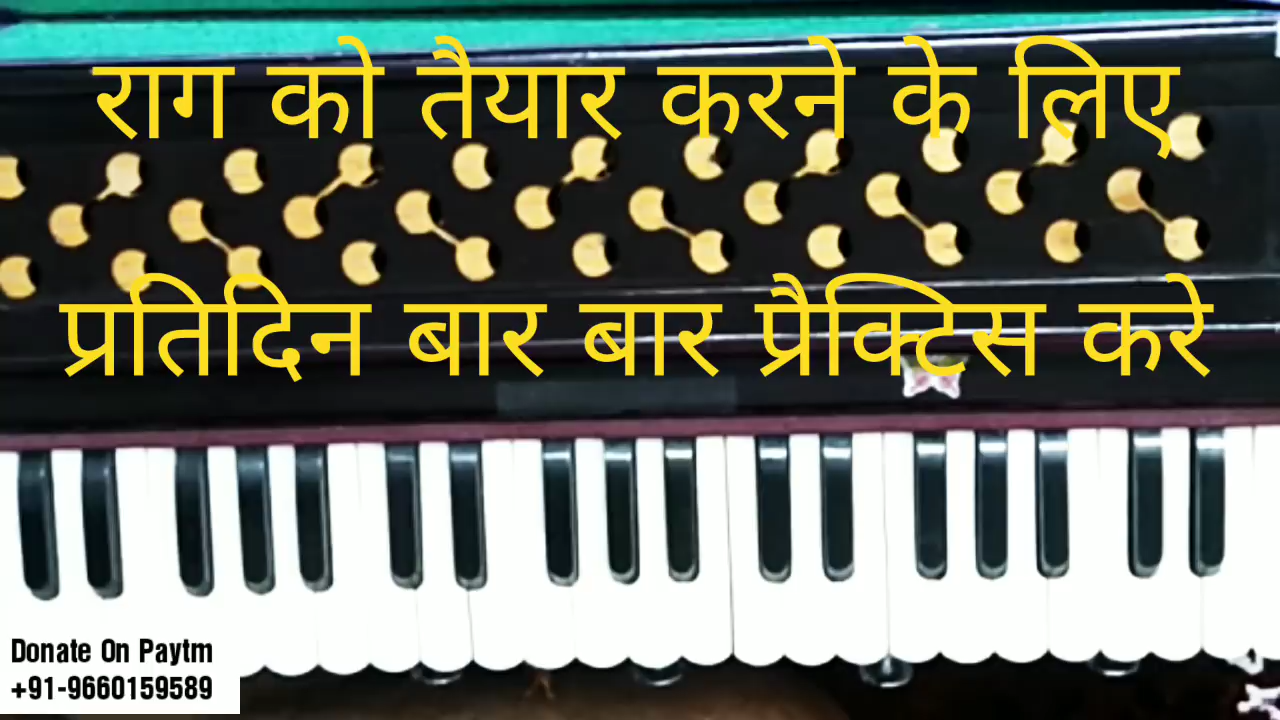 राग को तैयार करने के लिए
प्रतिदिन बार बार प्रैक्टिस करे
Donate On Paytm
+91-9660159589